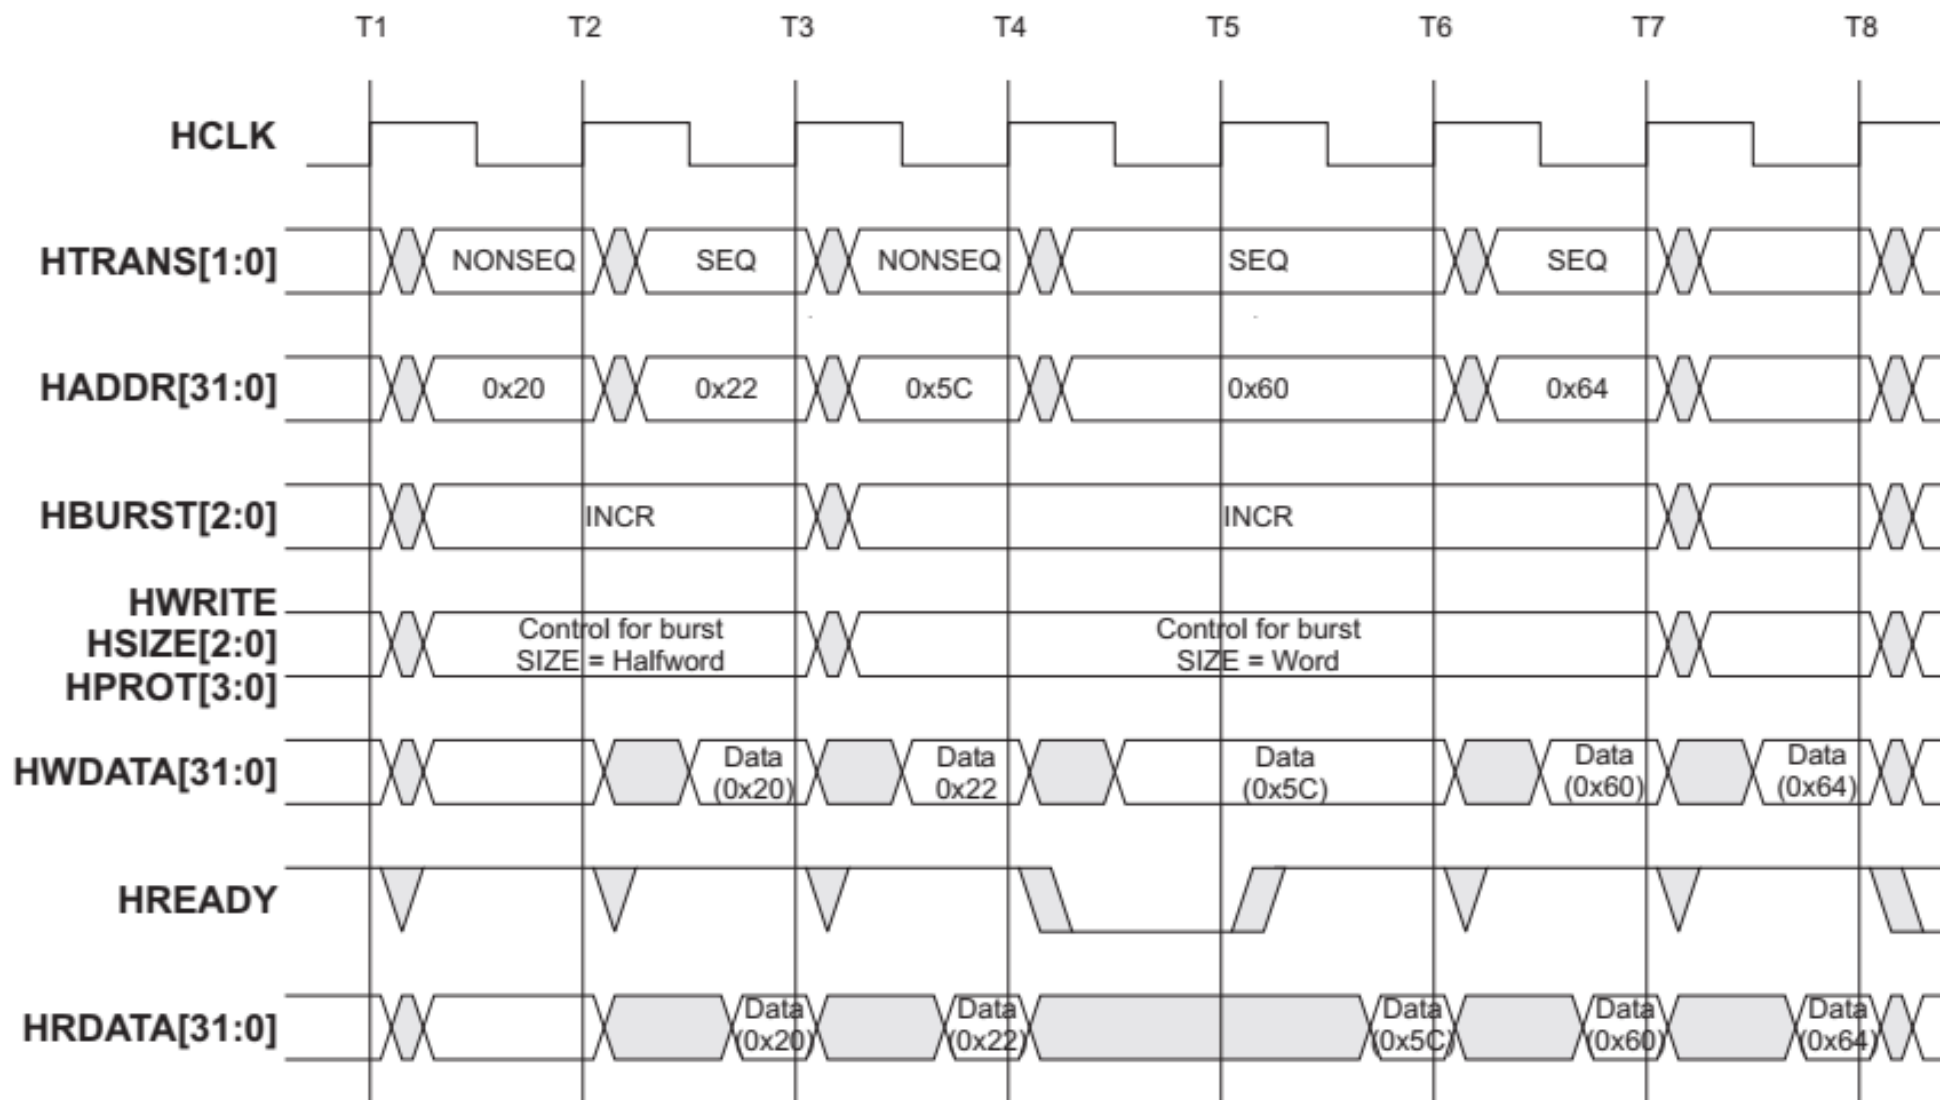 T1 T2 T3 T4 T5 T6 T7 T8
HCLK
HTRANS[1:0] NONSEQ SEQ NONSEQ SEQ SEQ
HADDR[31:0] 0x20 0x22 0x5C 0x60 0x64
HBURST[2:0] INCR INCR
HWRITE
HSIZE[2:0]
HPROT[3:0]
Control for burst
SIZE = Halfword
Control for burst
SIZE = Word
HWDATA[31:0]
Data
(0x20)
Data
0x22
Data
(0x5C)
Data
(0x60)
Data
(0x64)
HREADY
HRDATA[31:0]
Data
(0x20)
Data
(0x22)
Data
(0x5C)
Data
(0x60)
Data
(0x64)